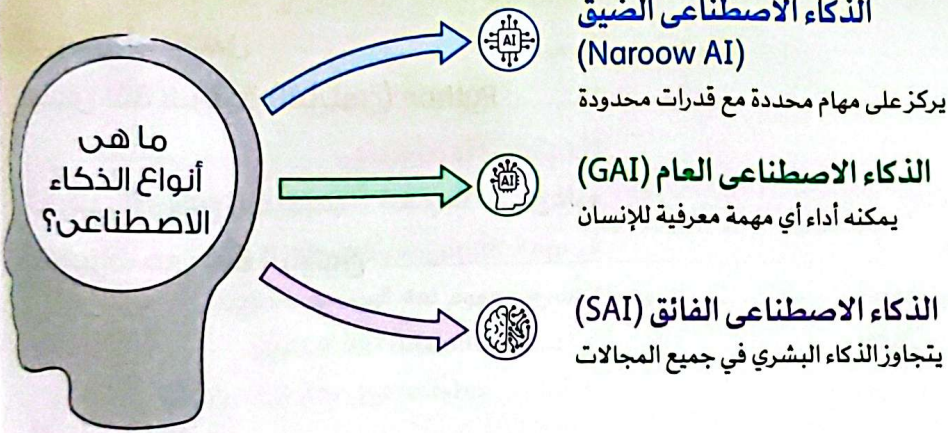 ما هى
أنواع الذكاء
الاصطناعى؟
الذكاء الاصطناعى الضيق
(Naroow AI)
يركز على مهام محددة مع قدرات محدودة
الذكاء الاصطناعى العام (GAI)
يمكنه أداء أي مهمة معرفية للإنسان
الذكاء الاصطناعى الفائق (SAI)
يتجاوز الذكاء البشري في جميع المجالات
AI
AI